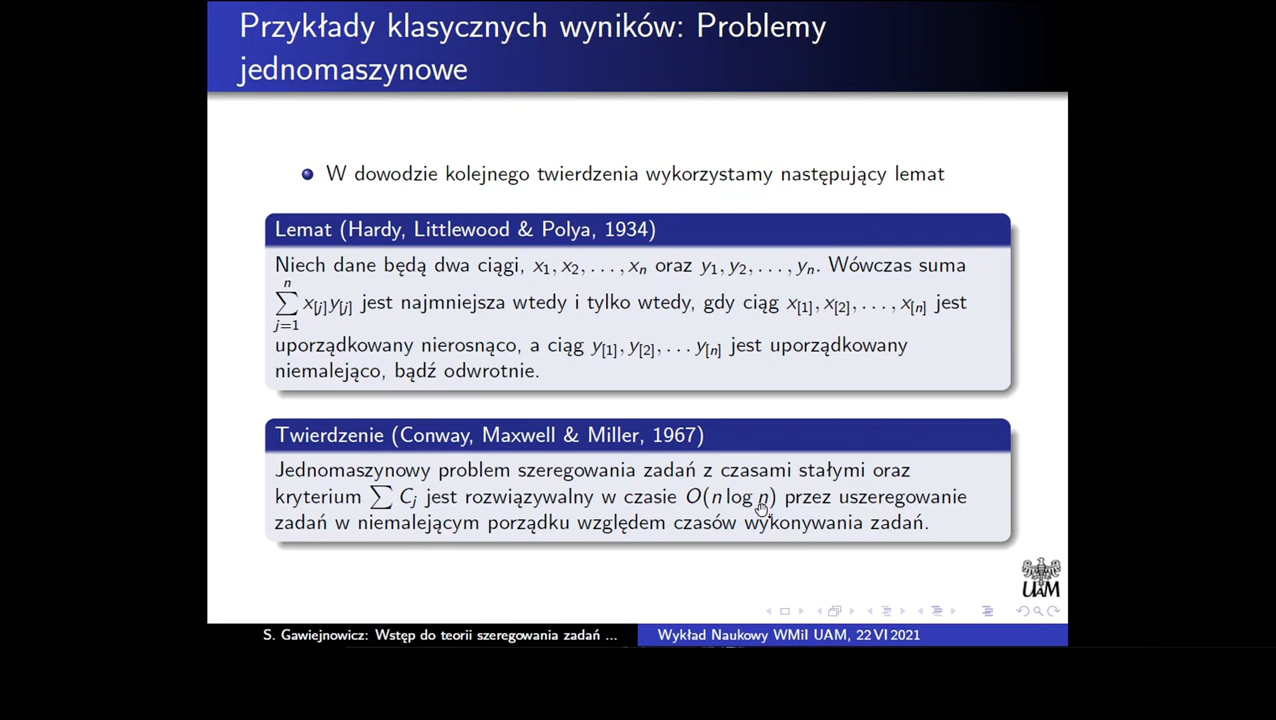 Przykłady klasycznych wyników: Problemy
jednomaszynowe
W dowodzie kolejnego twierdzenia wykorzystamy następujący lemat
Lemat (Hardy, Littlewood & Polya, 1934)
Niech dane będą dwa ciągi, x₁, x₂, . . . , xₙ oraz y₁, y₂, . . . , yₙ. Wówczas suma
∑ⱼ₌₁ⁿ x[j]y[j] jest najmniejsza wtedy i tylko wtedy, gdy ciąg x[1], x[2], . . . , x[n] jest
uporządkowany nierosnąco, a ciąg y[1], y[2], . . . y[n] jest uporządkowany
niemalejąco, bądź odwrotnie.
Twierdzenie (Conway, Maxwell & Miller, 1967)
Jednomaszynowy problem szeregowania zadań z czasami stałymi oraz
kryterium ∑ Cⱼ jest rozwiązywalny w czasie O(n log n) przez uszeregowanie
zadań w niemalejącym porządku względem czasów wykonywania zadań.
UAM
S. Gawiejnowicz: Wstęp do teorii szeregowania zadań ...
Wykład Naukowy WMiI UAM, 22 VI 2021